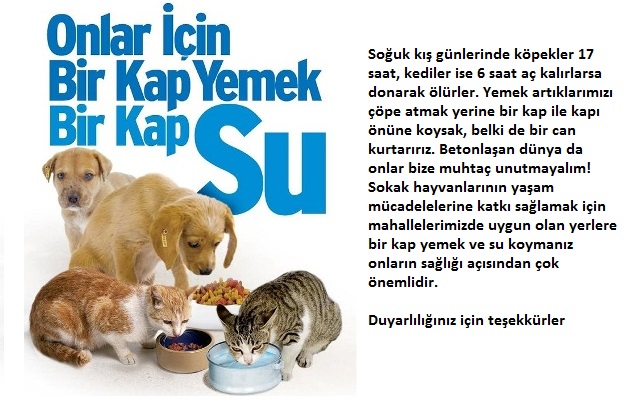 Onlar İçin
Bir Kap Yemek
Bir Kap
Su
Soğuk kış günlerinde köpekler 17
saat, kediler ise 6 saat aç kalırlarsa
donarak ölürler. Yemek artıklarımızı
çöpe atmak yerine bir kap ile kapı
önüne koysak, belki de bir can
kurtarırız. Betonlaşan dünya da
onlar bize muhtaç unutmayalım!
Sokak hayvanlarının yaşam
mücadelelerine katkı sağlamak için
mahallelerimizde uygun olan yerlere
bir kap yemek ve su koymanız
onların sağlığı açısından çok
önemlidir.
Duyarlılığınız için teşekkürler